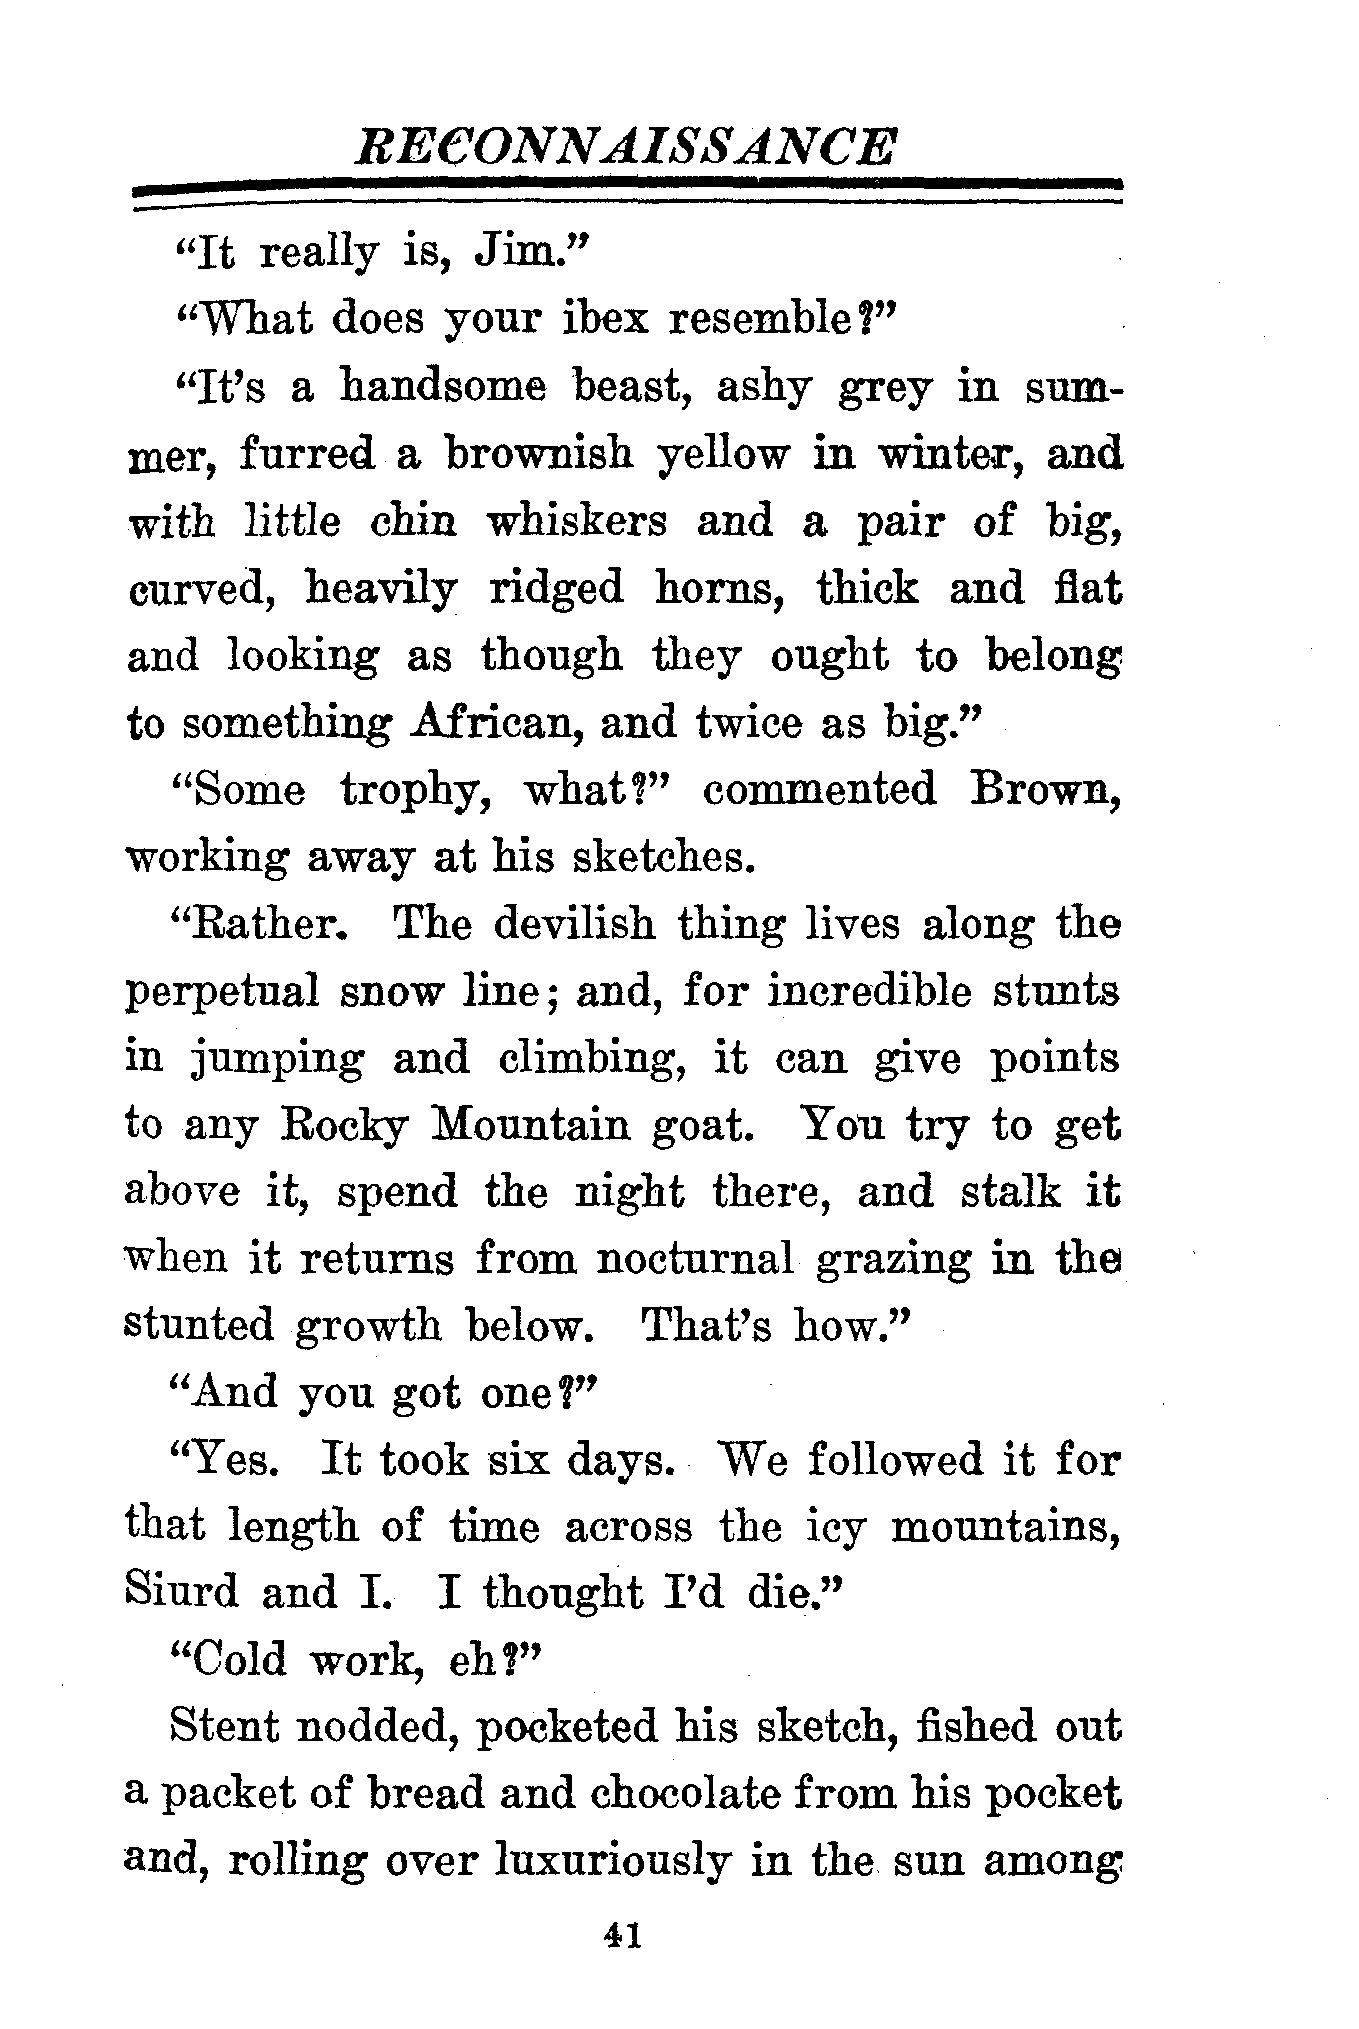 RECONNAISSANCE
“It really is, Jim.”
“What does your ibex resemble?”
“It’s a handsome beast, ashy grey in sum-
mer, furred a brownish yellow in winter, and
with little chin whiskers and a pair of big,
curved, heavily ridged horns, thick and flat
and looking as though they ought to belong
to something African, and twice as big.”
“Some trophy, what?” commented Brown,
working away at his sketches.
“Rather. The devilish thing lives along the
perpetual snow line; and, for incredible stunts
in jumping and climbing, it can give points
to any Rocky Mountain goat. You try to get
above it, spend the night there, and stalk it
when it returns from nocturnal grazing in the
stunted growth below. That’s how.”
“And you got one?”
“Yes. It took six days. We followed it for
that length of time across the icy mountains,
Siurd and I. I thought I’d die.”
“Cold work, eh?”
Stent nodded, pocketed his sketch, fished out
a packet of bread and chocolate from his pocket
and, rolling over luxuriously in the sun among
41